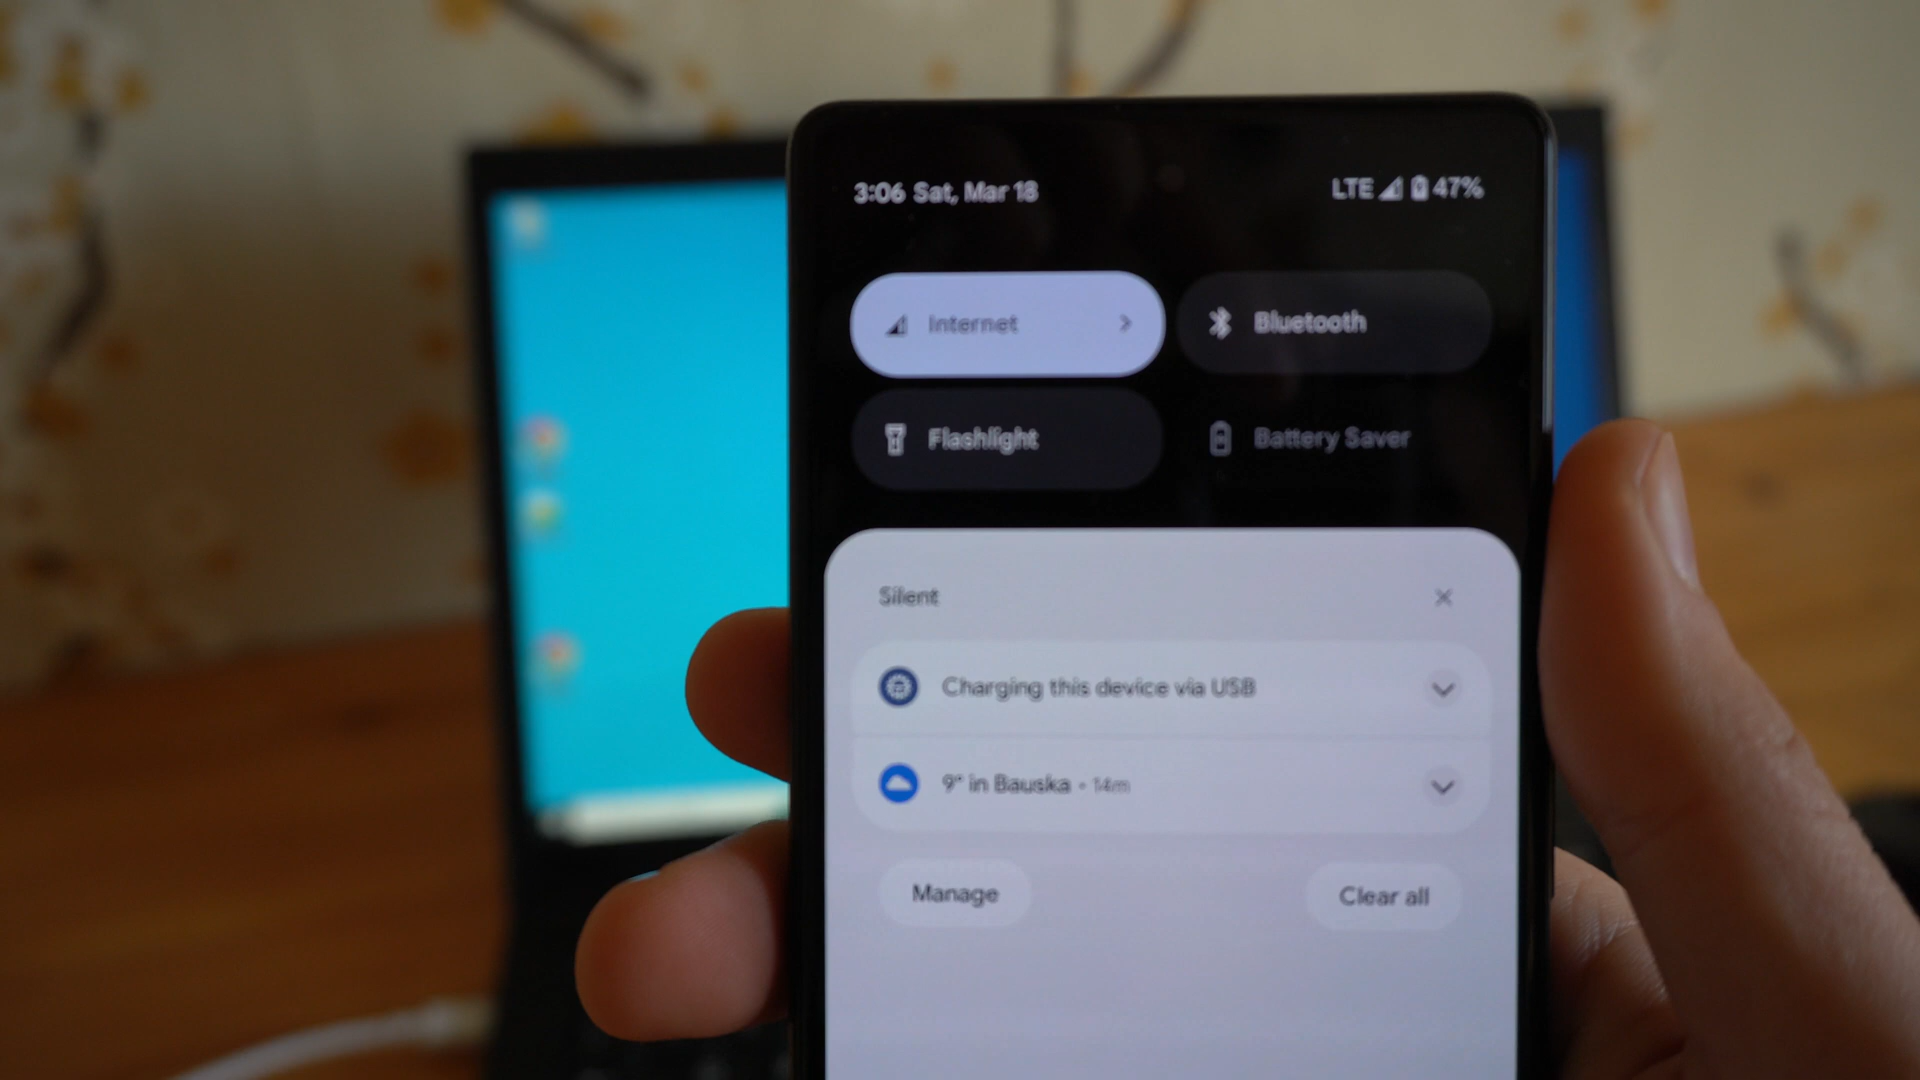 3:06 Sat, Mar 18 LTE 47%
Internet
Bluetooth
Flashlight
Battery Saver
Silent
Charging this device via USB
9° in Bauska • 14m
Manage
Clear all